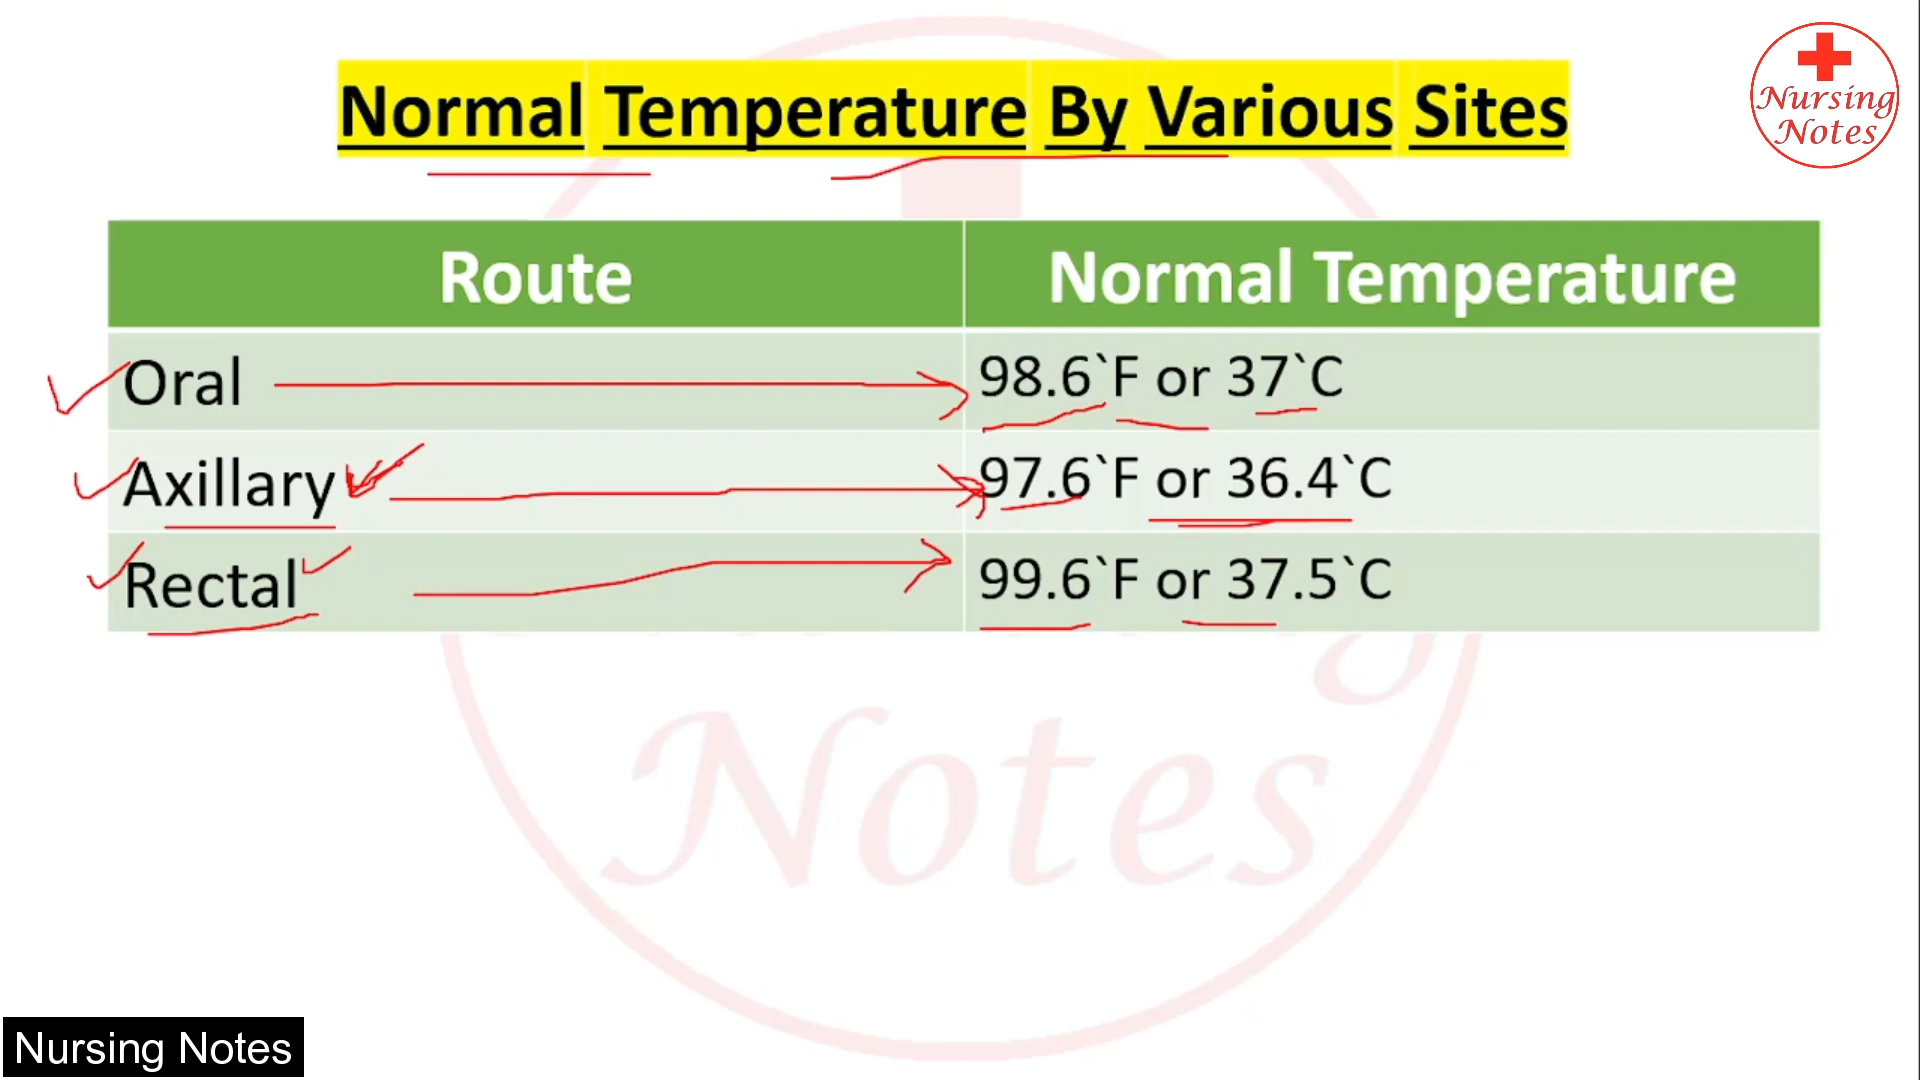 Normal Temperature By Various Sites
Nursing
Notes
Route Normal Temperature
Oral 98.6`F or 37`C
Axillary 97.6`F or 36.4`C
Rectal 99.6`F or 37.5`C
Notes
Nursing Notes